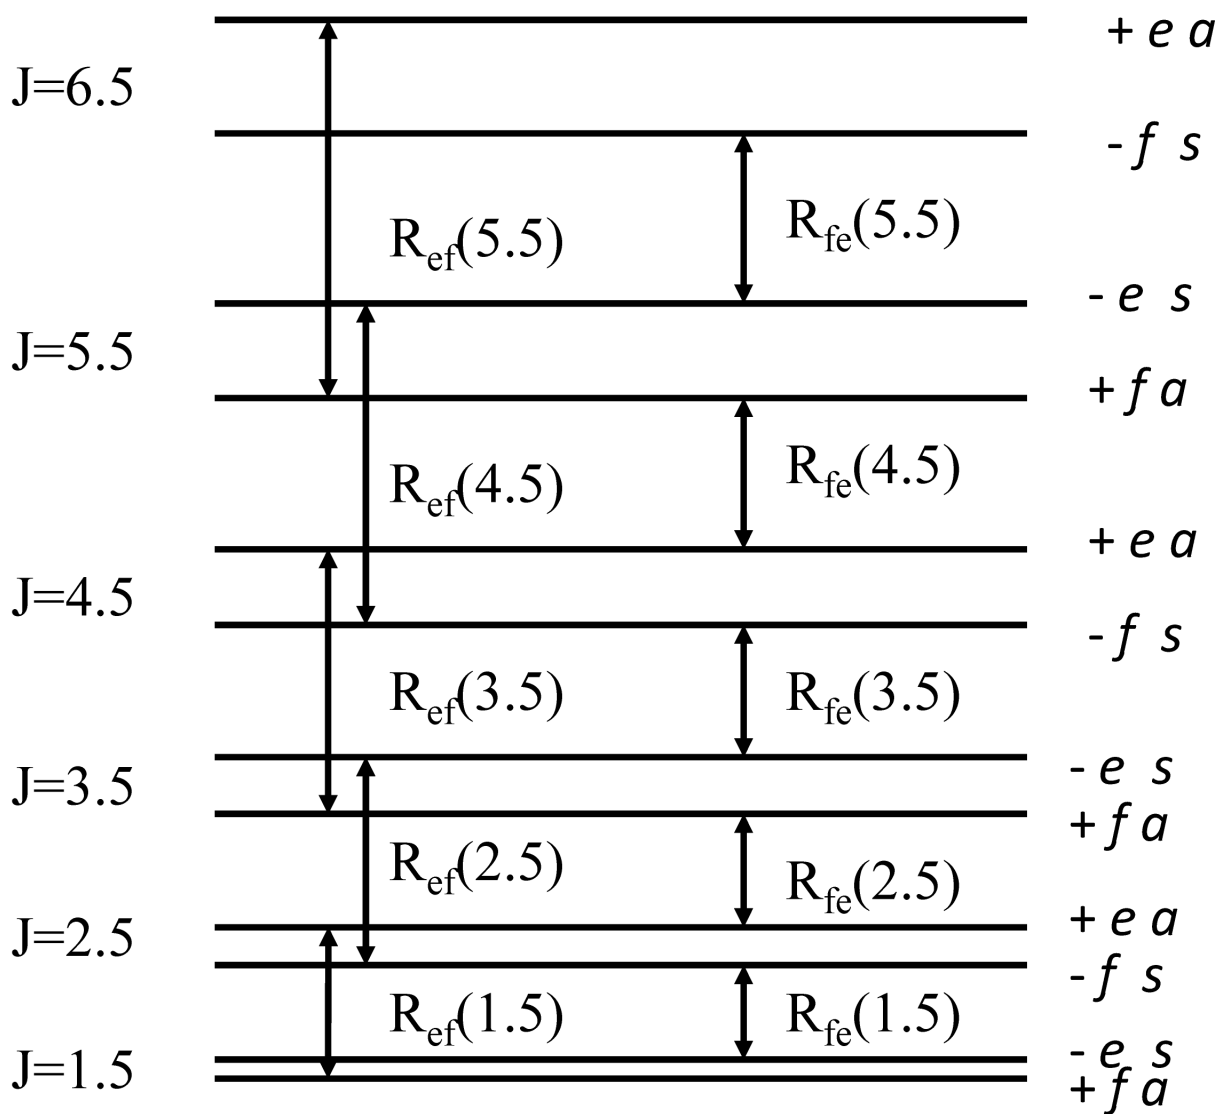 + e a
J=6.5
- f s
R_fe(5.5)
R_ef(5.5)
- e s
J=5.5
+ f a
R_fe(4.5)
R_ef(4.5)
+ e a
J=4.5
- f s
R_ef(3.5) R_fe(3.5)
- e s
J=3.5
+ f a
R_ef(2.5)
R_fe(2.5)
+ e a
J=2.5
- f s
R_ef(1.5) R_fe(1.5)
- e s
J=1.5
+ f a